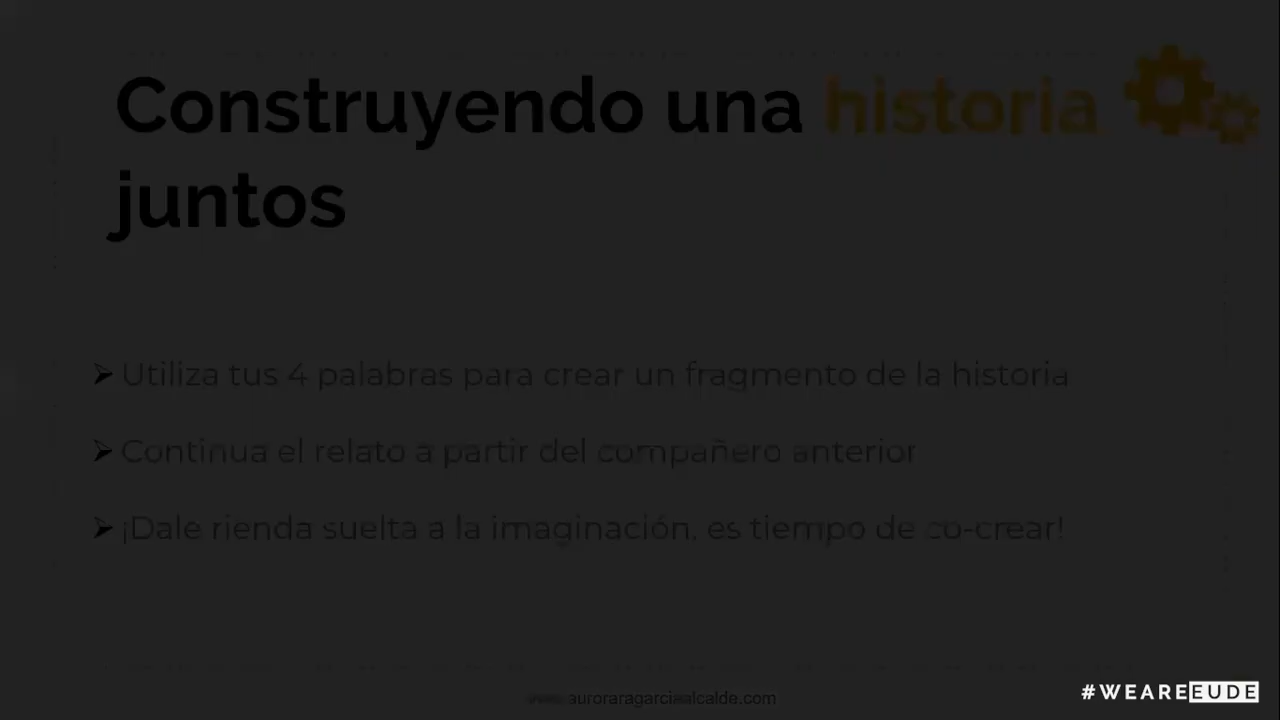 Construyendo una historia
juntos
➢ Utiliza tus 4 palabras para crear un fragmento de la historia
➢ Continua el relato a partir del compañero anterior
➢ ¡Dale rienda suelta a la imaginación, es tiempo de co-crear!
auroraragarciaalcalde.com
#WEAREEUDE